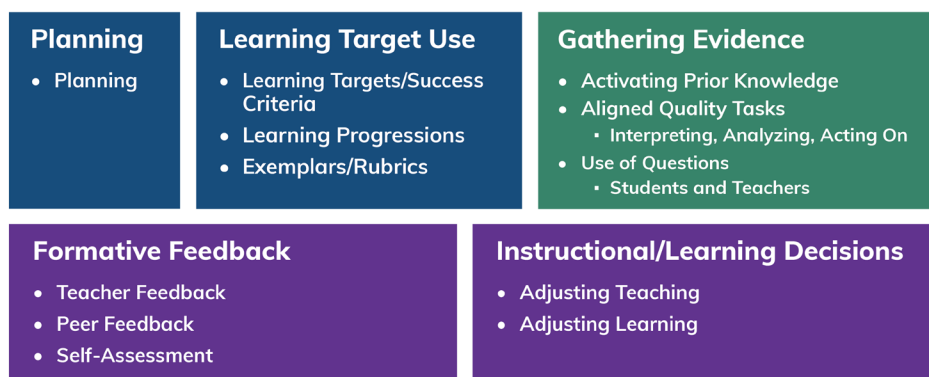 Planning
• Planning
Learning Target Use
• Learning Targets/Success
Criteria
• Learning Progressions
• Exemplars/Rubrics
Gathering Evidence
• Activating Prior Knowledge
• Aligned Quality Tasks
▪ Interpreting, Analyzing, Acting On
• Use of Questions
▪ Students and Teachers
Formative Feedback
• Teacher Feedback
• Peer Feedback
• Self-Assessment
Instructional/Learning Decisions
• Adjusting Teaching
• Adjusting Learning